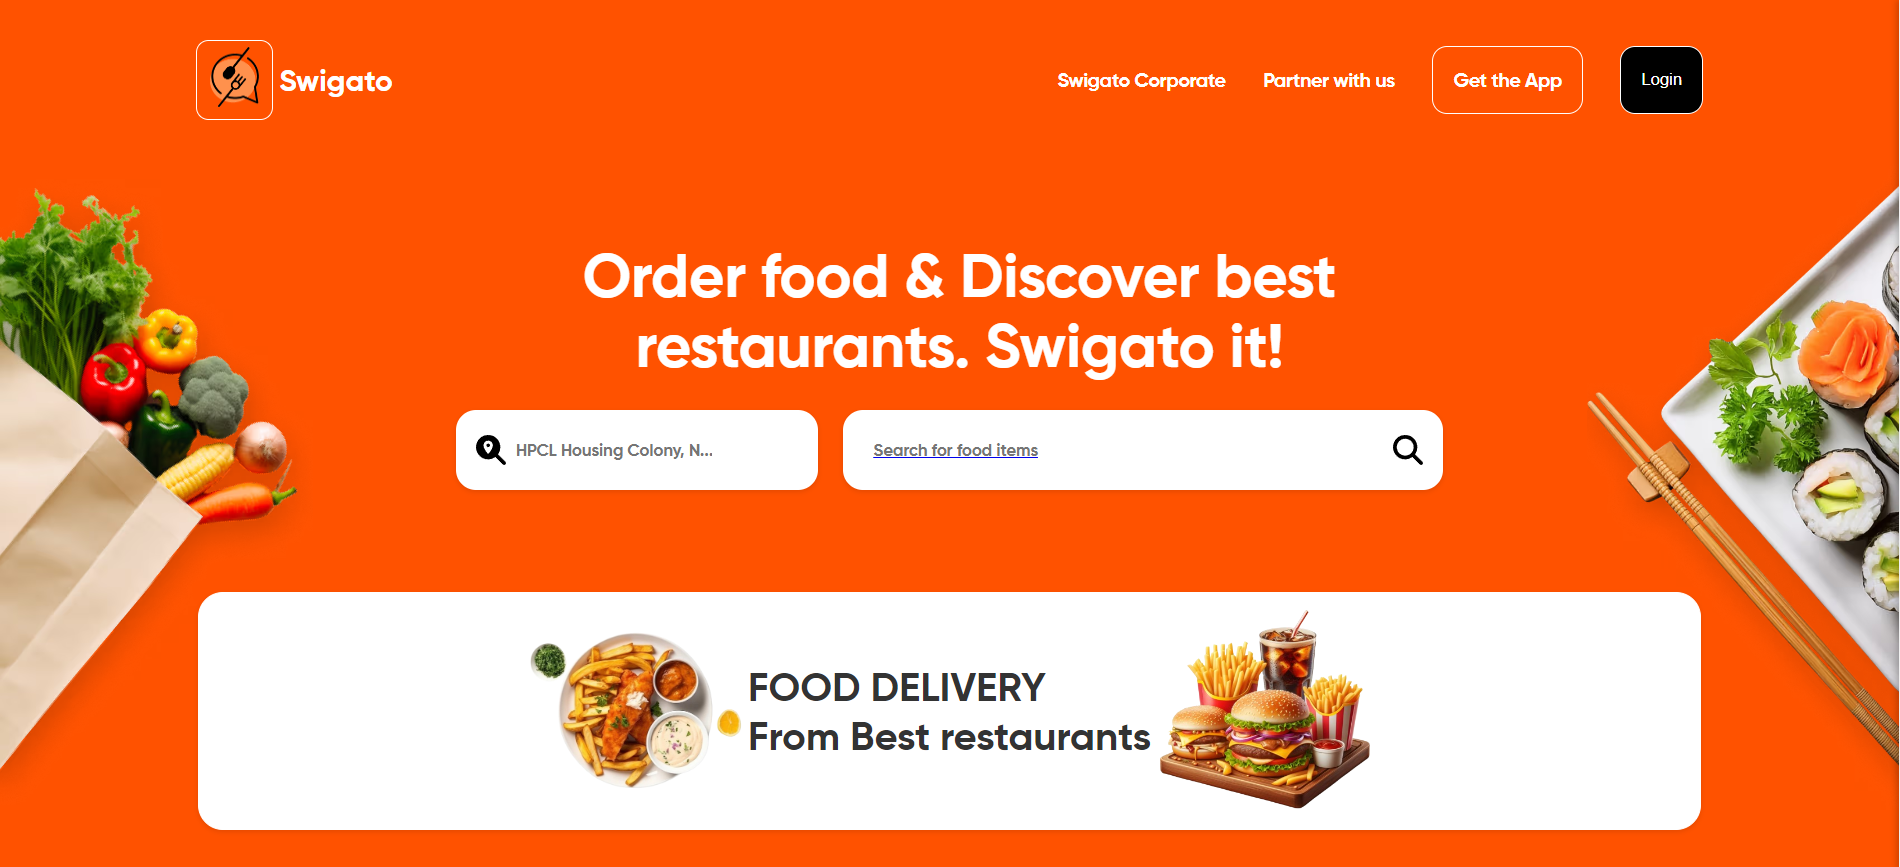 Swigato
Swigato Corporate
Partner with us
Get the App
Login
Order food & Discover best
restaurants. Swigato it!
HPCL Housing Colony, N...
Search for food items
FOOD DELIVERY
From Best restaurants